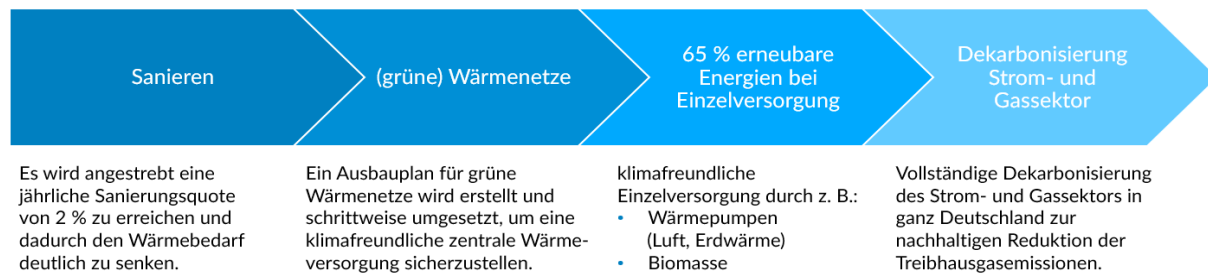 Sanieren
(grüne) Wärmenetze
65 % erneubare
Energien bei
Einzelversorgung
Dekarbonisierung
Strom- und
Gassektor
Es wird angestrebt eine
jährliche Sanierungsquote
von 2 % zu erreichen und
dadurch den Wärmebedarf
deutlich zu senken.
Ein Ausbauplan für grüne
Wärmenetze wird erstellt und
schrittweise umgesetzt, um eine
klimafreundliche zentrale Wärme-
versorgung sicherzustellen.
klimafreundliche
Einzelversorgung durch z. B.:
• Wärmepumpen
(Luft, Erdwärme)
• Biomasse
Vollständige Dekarbonisierung
des Strom- und Gassektors in
ganz Deutschland zur
nachhaltigen Reduktion der
Treibhausgasemissionen.